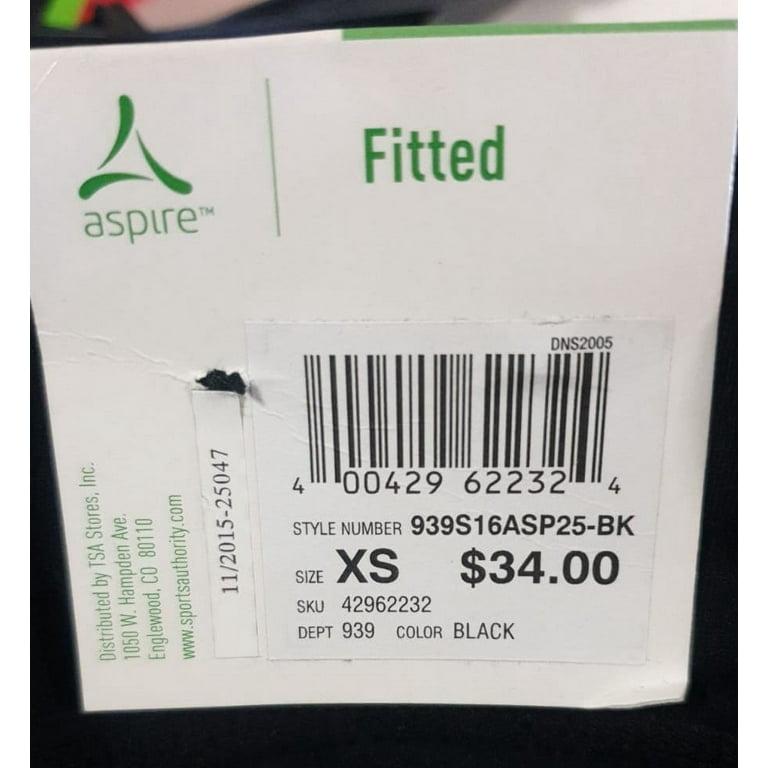 aspire™
Fitted
DNS2005
4 00429 62232 4
STYLE NUMBER 939S16ASP25-BK
SIZE XS $34.00
SKU 42962232
DEPT 939 COLOR BLACK
11/2015-25047
Distributed by TSA Stores, Inc.
1050 W. Hampden Ave.
Englewood, CO 80110
www.sportsauthority.com